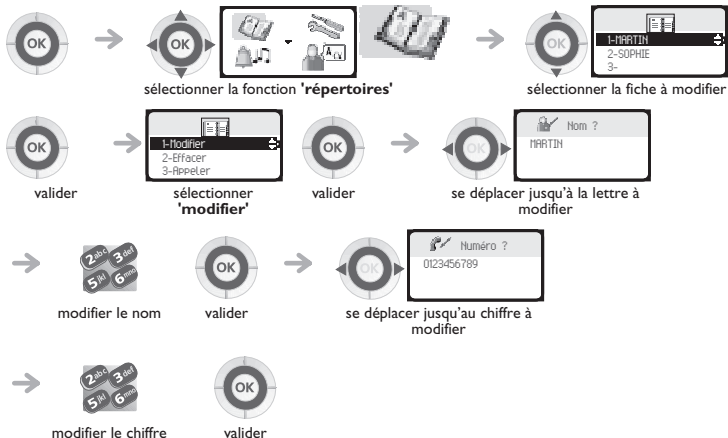 OK
OK
sélectionner la fonction 'répertoires'
OK
1-MARTIN
2-SOPHIE
3-
sélectionner la fiche à modifier
OK
valider
1-Modifier
2-Effacer
3-Appeler
sélectionner
'modifier'
OK
valider
OK
Nom ?
MARTIN
se déplacer jusqu'à la lettre à
modifier
2abc 3def
5jkl 6mno
modifier le nom
OK
valider
OK
Numéro ?
0123456789
se déplacer jusqu'au chiffre à
modifier
2abc 3def
5jkl 6mno
modifier le chiffre
OK
valider